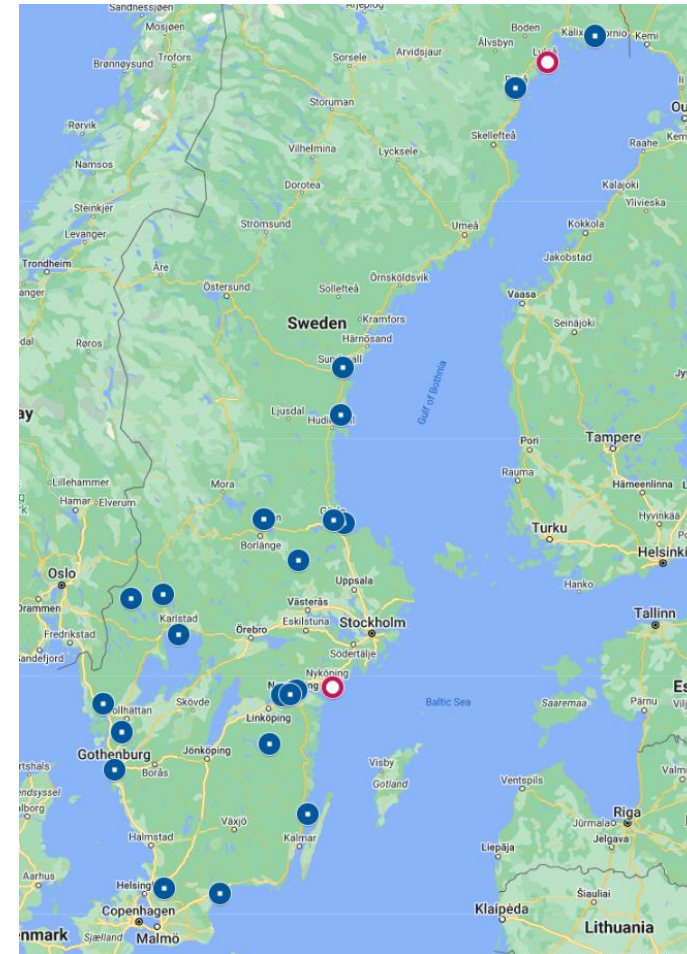 Sandnessjøen
Arjeplog
Mosjøen
Boden
Kalix
Kemi
Älvsbyn
Brønnøysund
Trofors
Sorsele
Arvidsjaur
Storuman
Skellefteå
Raahe
Rørvik
Vilhelmina
Lycksele
Namsos
Kalajoki
Dorotea
Ylivieska
Steinkjer
Levanger
Strömsund
Umeå
Kokkola
Trondheim
Åre
Jakobstad
Östersund
Sollefteå
Örnsköldsvik
Vaasa
Sweden
Kramfors
Seinäjoki
Røros
Härnösand
Gulf of Bothnia
Ljusdal
Pori
Tampere
Lillehammer
Mora
Rauma
Hämeenlinna
Hamar
Elverum
Hyvinkää
Turku
Borlänge
Helsinki
Oslo
Uppsala
Hanko
Drammen
Västerås
Karlstad
Örebro
Eskilstuna
Stockholm
Tallinn
Fredrikstad
Södertälje
Nyköping
Skövde
Baltic Sea
Saaremaa
Pärnu
Linköping
Gothenburg
Jönköping
Borås
Visby
Gotland
Ventspils
Riga
Växjö
Jūrmala
Halmstad
Kalmar
Jelgava
Liepāja
Aarhus
Šiauliai
Copenhagen
Klaipėda
Sjælland
Malmö
Lithuania